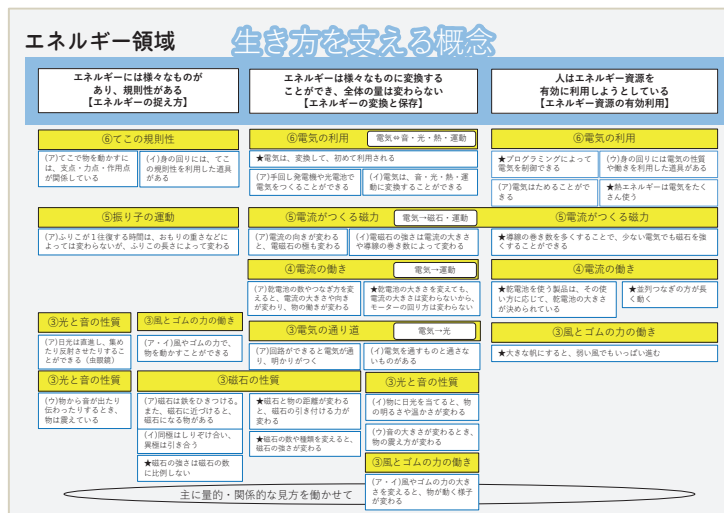 エネルギー領域
生き方を支える概念
エネルギーには様々なものが
あり、規則性がある
【エネルギーの捉え方】
エネルギーは様々なものに変換する
ことができ、全体の量は変わらない
【エネルギーの変換と保存】
人はエネルギー資源を
有効に利用しようとしている
【エネルギー資源の有効利用】
⑥てこの規則性
(ア)てこで物を動かすに
は、支点・力点・作用点
が関係している
(イ)身の回りには、てこ
の規則性を利用した道具
がある
⑤振り子の運動
(ア)ふりこが１往復する時間は、おもりの重さなどに
よっては変わらないが、ふりこの長さによって変わる
③光と音の性質
(ア)日光は直進し、集め
たり反射させたりするこ
とができる（虫眼鏡）
③風とゴムの力の働き
(ア・イ)風やゴムの力で、
物を動かすことができる
③光と音の性質
(ウ)物から音が出たり
伝わったりするとき、
物は震えている
③磁石の性質
(ア)磁石は鉄をひきつける。
また、磁石に近づけると、
磁石になる物がある
(イ)同極はしりぞけ合い、
異極は引き合う
★磁石の強さは磁石の数
に比例しない
★磁石と物の距離が変わる
と、磁石の引き付ける力が
変わる
★磁石の数や種類を変えると、
磁石の強さが変わる
⑥電気の利用
電気⇔音・光・熱・運動
★電気は、変換して、初めて利用される
(ア)手回し発電機や光電池で
電気をつくることができる
(イ)電気は、音・光・熱・運
動に変換することができる
⑤電流がつくる磁力
電気→磁石・運動
(ア)電流の向きが変わる
と、電磁石の極も変わる
(イ)電磁石の強さは電流の大きさ
や導線の巻き数によって変わる
④電流の働き
電気→運動
(ア)乾電池の数やつなぎ方を変
えると、電流の大きさや向き
が変わり、物の働きが変わる
★乾電池の大きさを変えても、
電流の大きさは変わらないから、
モーターの回り方は変わらない
③電気の通り道
電気→光
(ア)回路ができると電気が通
り、明かりがつく
(イ)電気を通すものと通さな
いものがある
③光と音の性質
(イ)物に日光を当てると、物
の明るさや温かさが変わる
(ウ)音の大きさが変わるとき、
物の震え方が変わる
③風とゴムの力の働き
(ア・イ)風やゴムの力の大き
さを変えると、物が動く様子
が変わる
⑥電気の利用
★プログラミングによって
電気を制御できる
(ウ)身の回りには電気の性質
や働きを利用した道具がある
(ア)電気はためることがで
きる
★熱エネルギーは電気をたく
さん使う
⑤電流がつくる磁力
★導線の巻き数を多くすることで、少ない電気でも磁石を強
くすることができる
④電流の働き
★乾電池を使う製品は、その使
い方に応じて、乾電池の大きさ
が決められている
★並列つなぎの方が長
く動く
③風とゴムの力の働き
★大きな帆にすると、弱い風でもいっぱい進む
主に量的・関係的な見方を働かせて